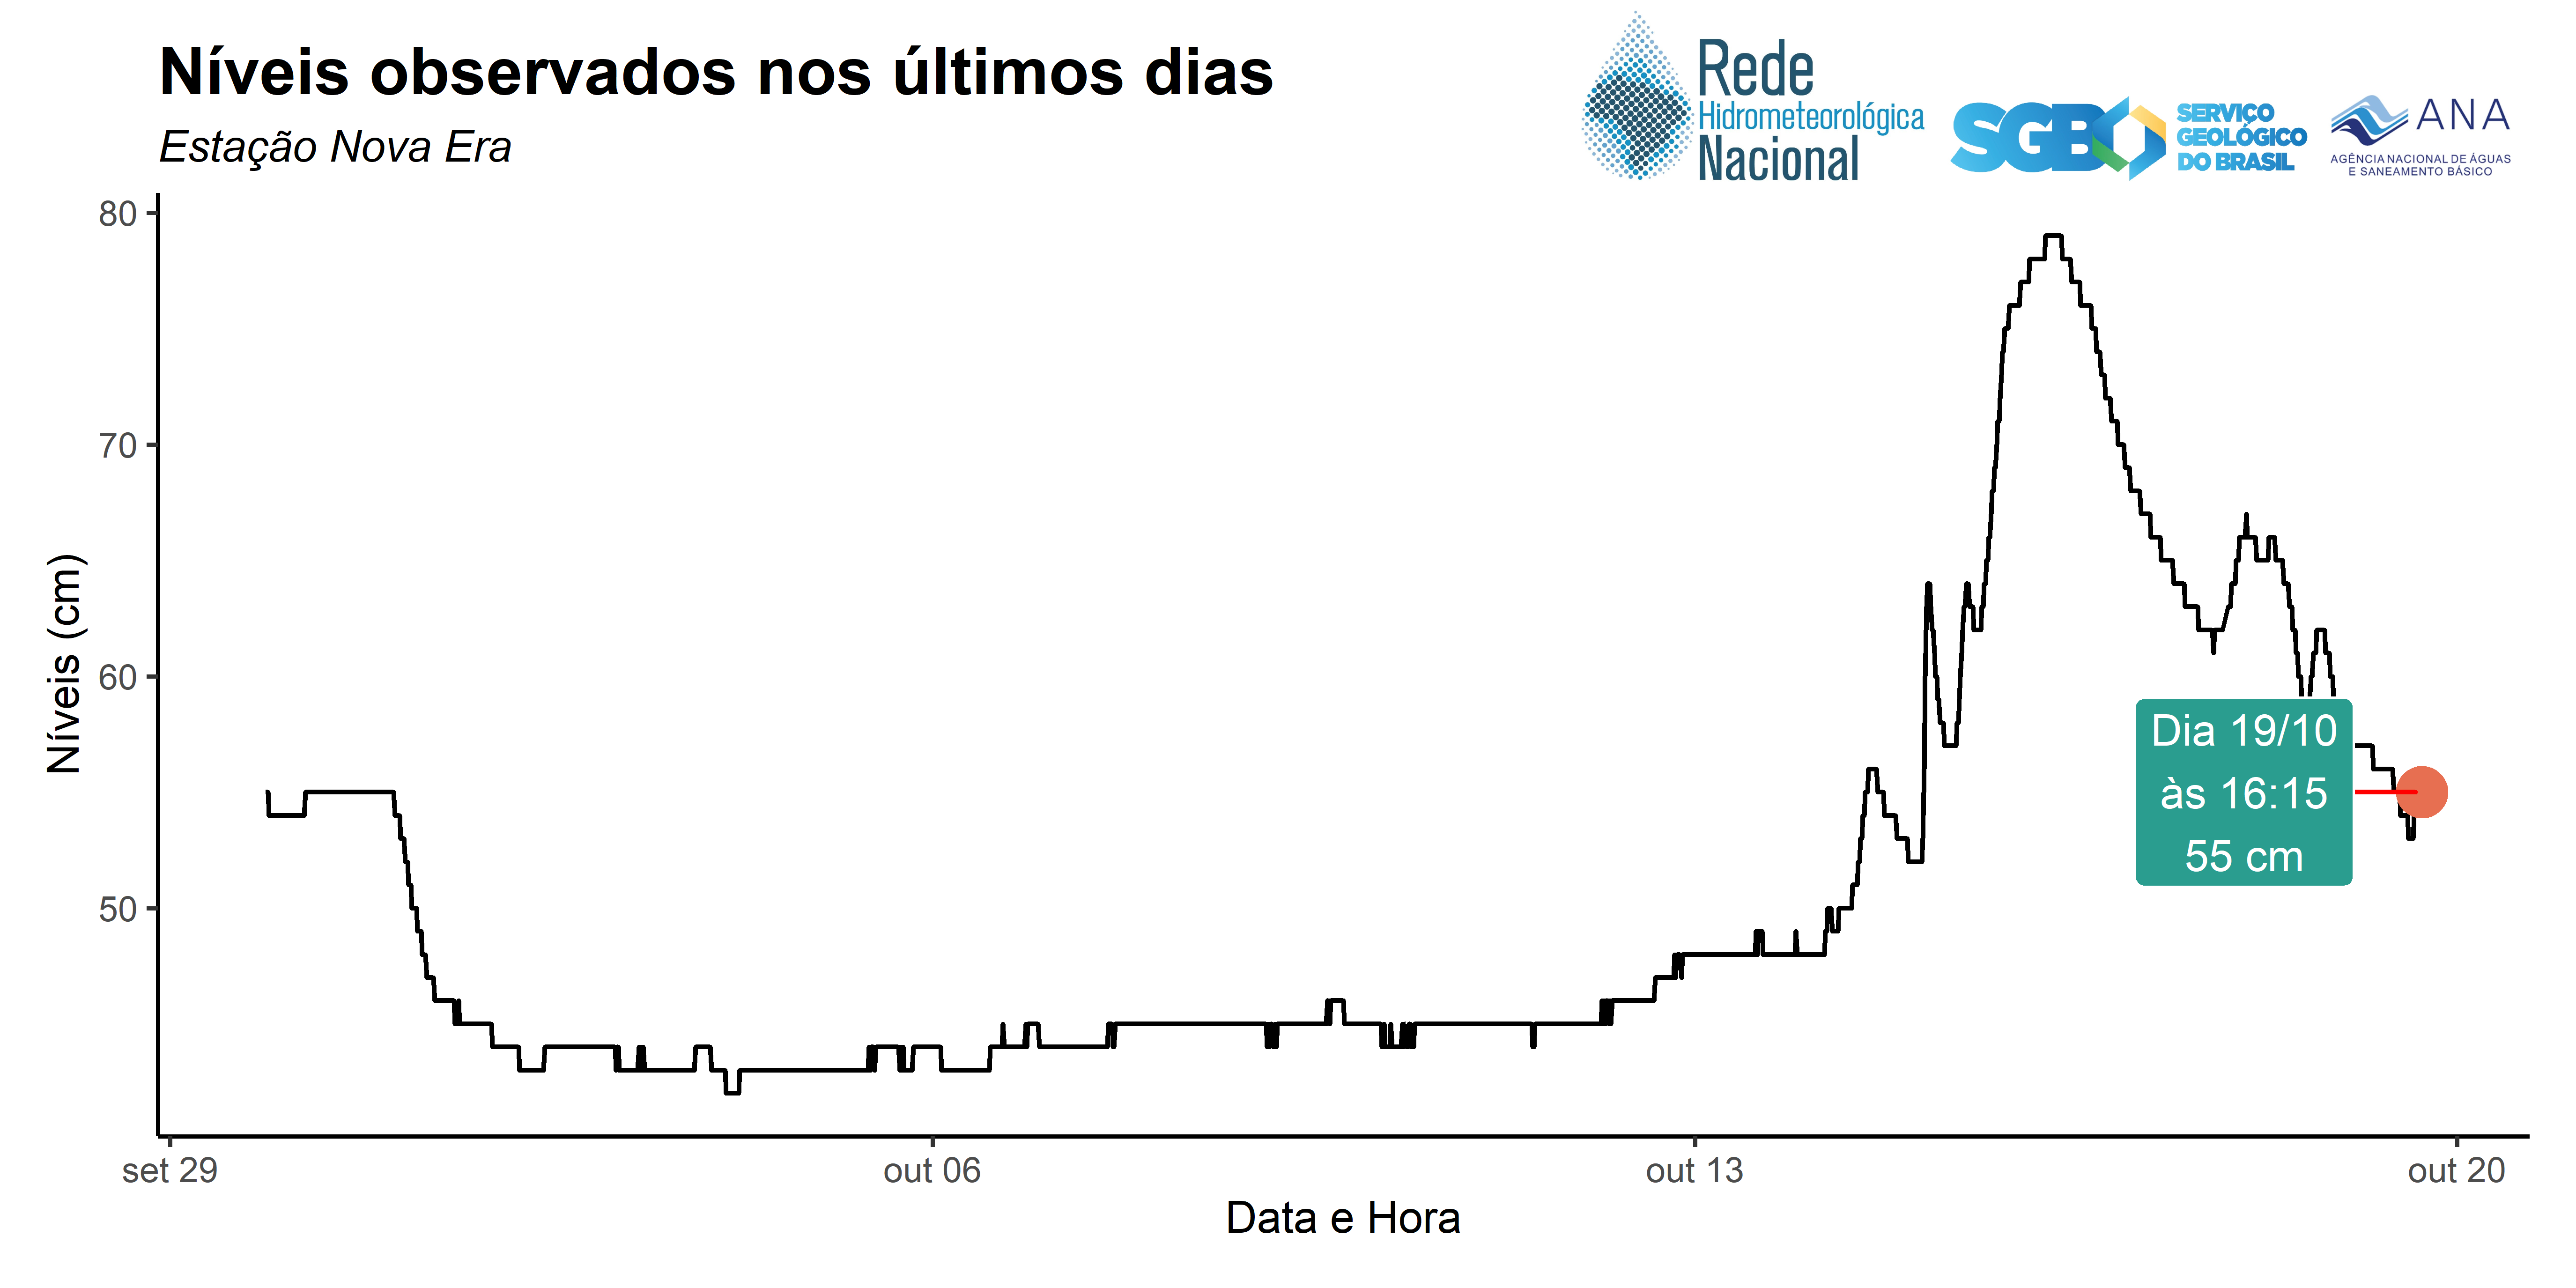 Níveis observados nos últimos dias
Estação Nova Era
Rede
Hidrometeorológica
Nacional
SGB
SERVIÇO
GEOLÓGICO
DO BRASIL
ANA
AGÊNCIA NACIONAL DE ÁGUAS
E SANEAMENTO BÁSICO
Níveis (cm)
80
70
60
50
Dia 19/10
às 16:15
55 cm
set 29
out 06
out 13
out 20
Data e Hora